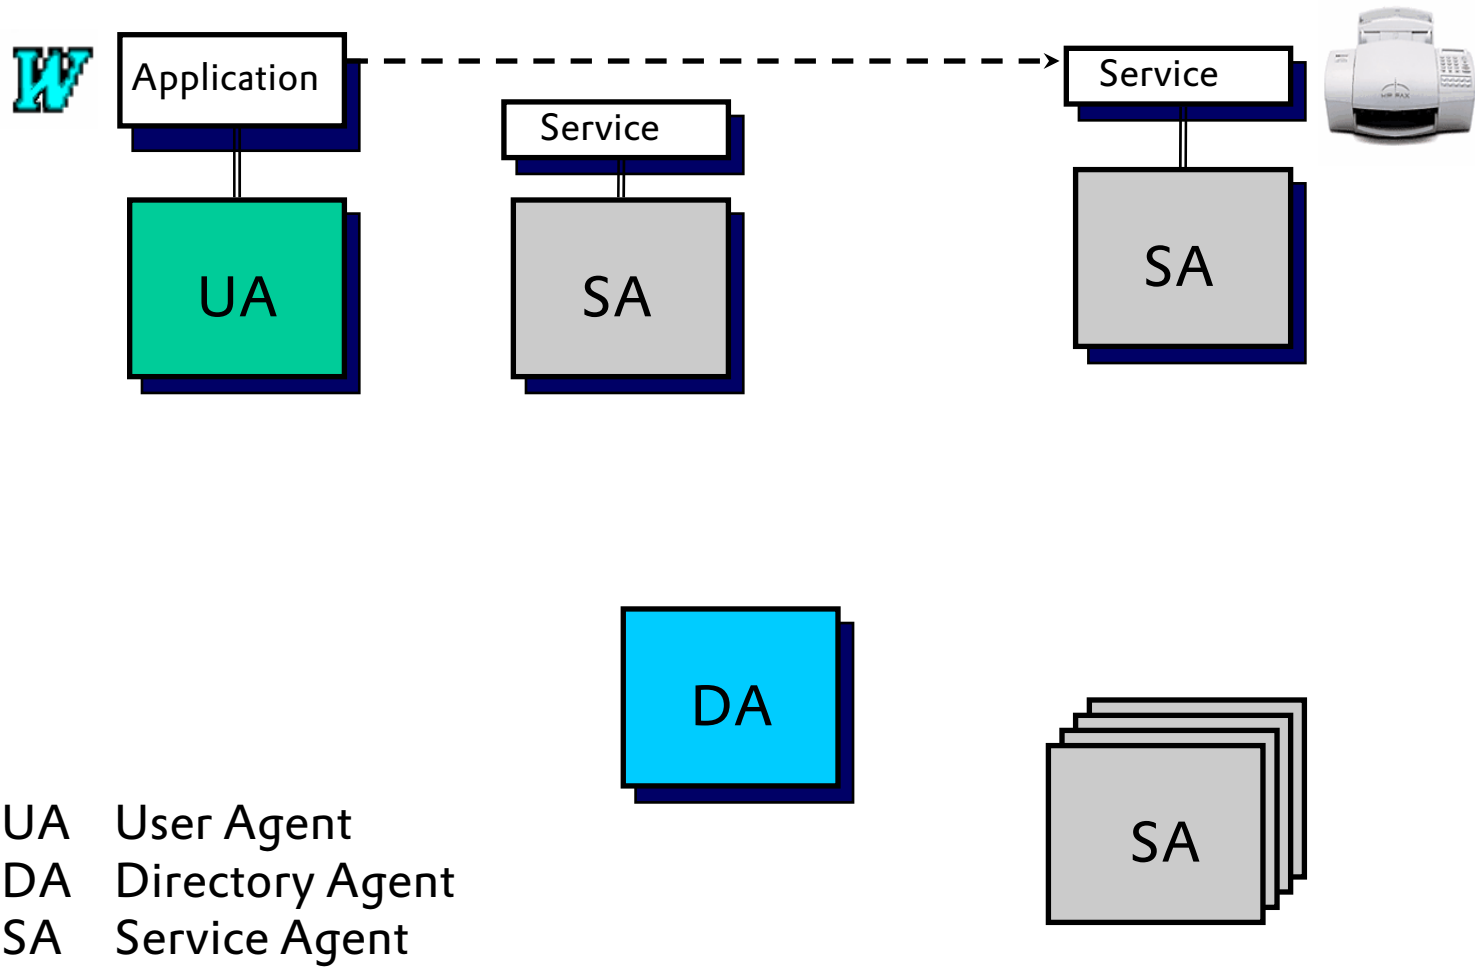 W
Application
Service
Service
UA
SA
SA
DA
SA
UA User Agent
DA Directory Agent
SA Service Agent